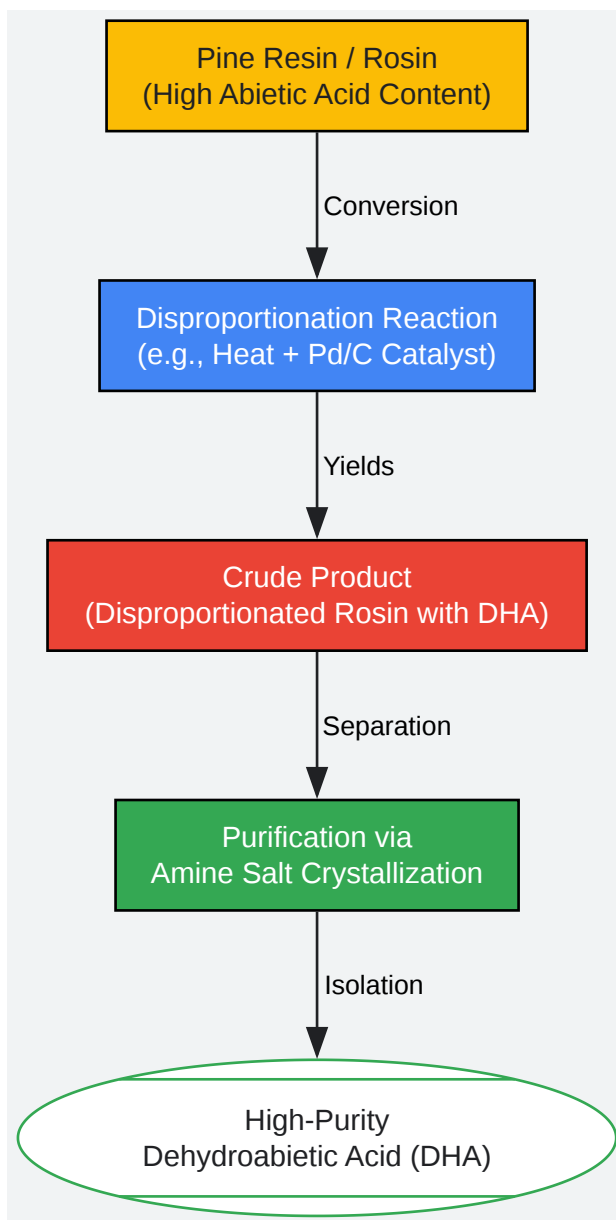 Pine Resin / Rosin
(High Abietic Acid Content)
Conversion
Disproportionation Reaction
(e.g., Heat + Pd/C Catalyst)
Yields
Crude Product
(Disproportionated Rosin with DHA)
Separation
Purification via
Amine Salt Crystallization
Isolation
High-Purity
Dehydroabietic Acid (DHA)